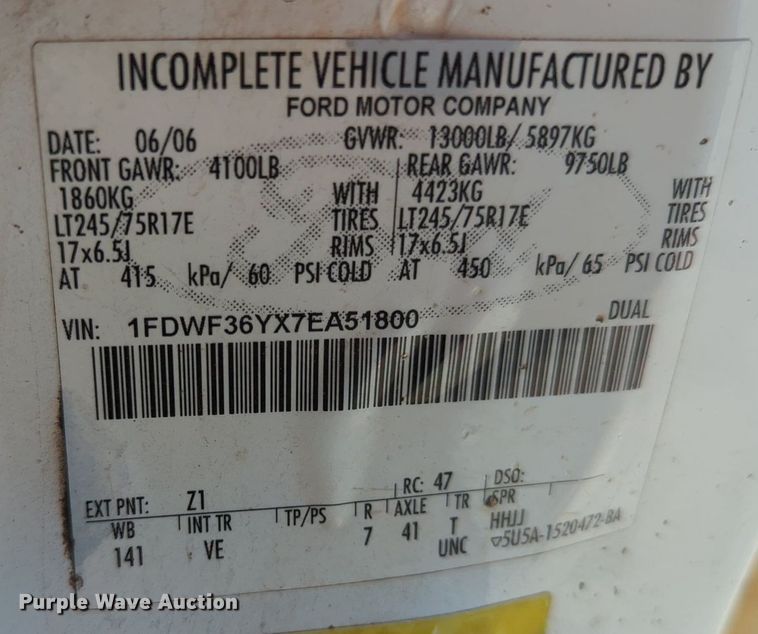 INCOMPLETE VEHICLE MANUFACTURED BY
FORD MOTOR COMPANY
DATE: 06/06 GVWR: 13000LB/ 5897KG
FRONT GAWR: 4100LB REAR GAWR: 9750LB
1860KG WITH 4423KG WITH
LT245/75R17E TIRES LT245/75R17E TIRES
17x6.5J RIMS 17x6.5J RIMS
AT 415 kPa/ 60 PSI COLD AT 450 kPa/ 65 PSI COLD
VIN: 1FDWF36YX7EA51800 DUAL
EXT PNT: Z1 RC: 47 DSO:
WB INT TR TP/PS R AXLE TR SPR
141 VE 7 41 T HHJJ
UNC 5U5A-1520472-BA
Purple Wave Auction